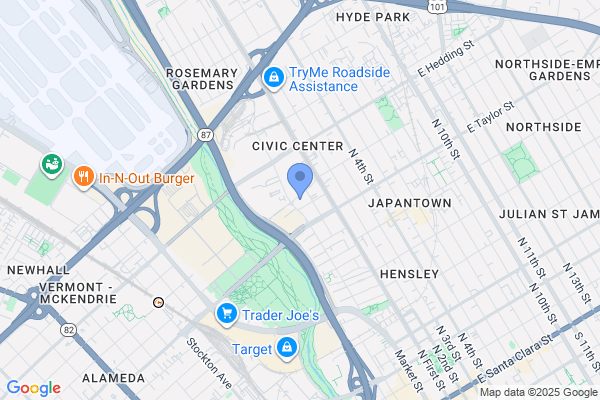 HYDE PARK
101
N 10th St
E Hedding St
NORTHSIDE-EMP
GARDENS
ROSEMARY
GARDENS
TryMe Roadside
Assistance
E Taylor St
87
CIVIC CENTER
N 4th St
N 10th St
NORTHSIDE
In-N-Out Burger
JAPANTOWN
JULIAN ST JAM
NEWHALL
VERMONT -
MCKENDRIE
HENSLEY
N 11th St
N 13th St
N 10th St
82
Trader Joe's
Target
Stockton Ave
Market St
N First St
N 2nd St
N 3rd St
N 4th St
E Santa Clara St
S 11th St
ALAMEDA
Google
Map data ©2025 Google